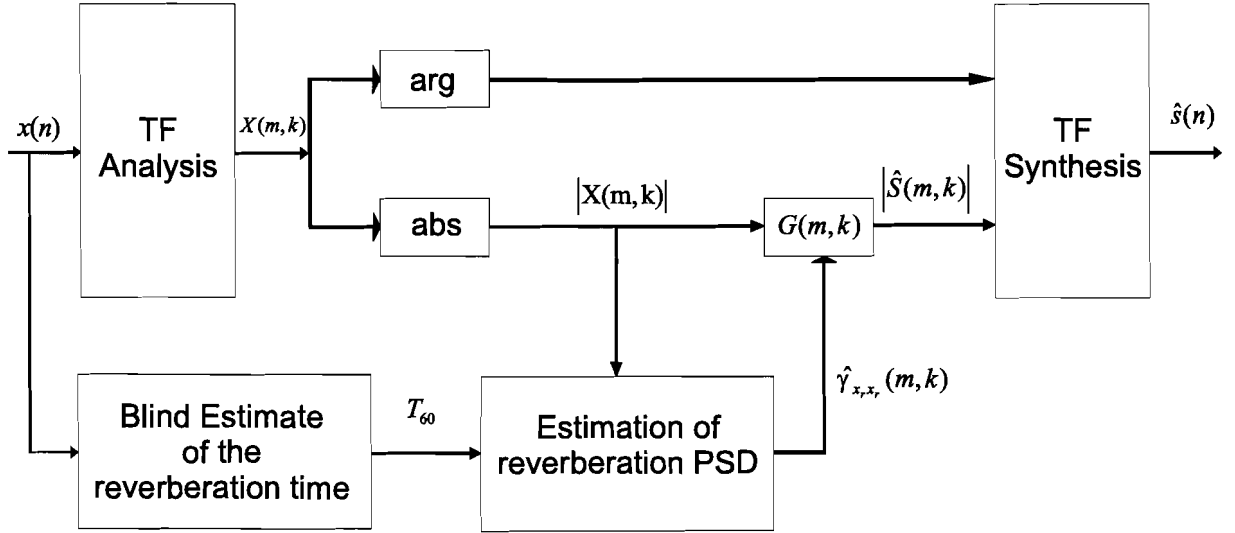 x(n)
TF
Analysis
X(m,k)
arg
abs
|X(m,k)|
G(m,k)
|Ŝ(m,k)|
TF
Synthesis
ŝ(n)
Blind Estimate
of the
reverberation time
T₆₀
Estimation of
reverberation PSD
γ̂ₓᵣₓᵣ(m,k)